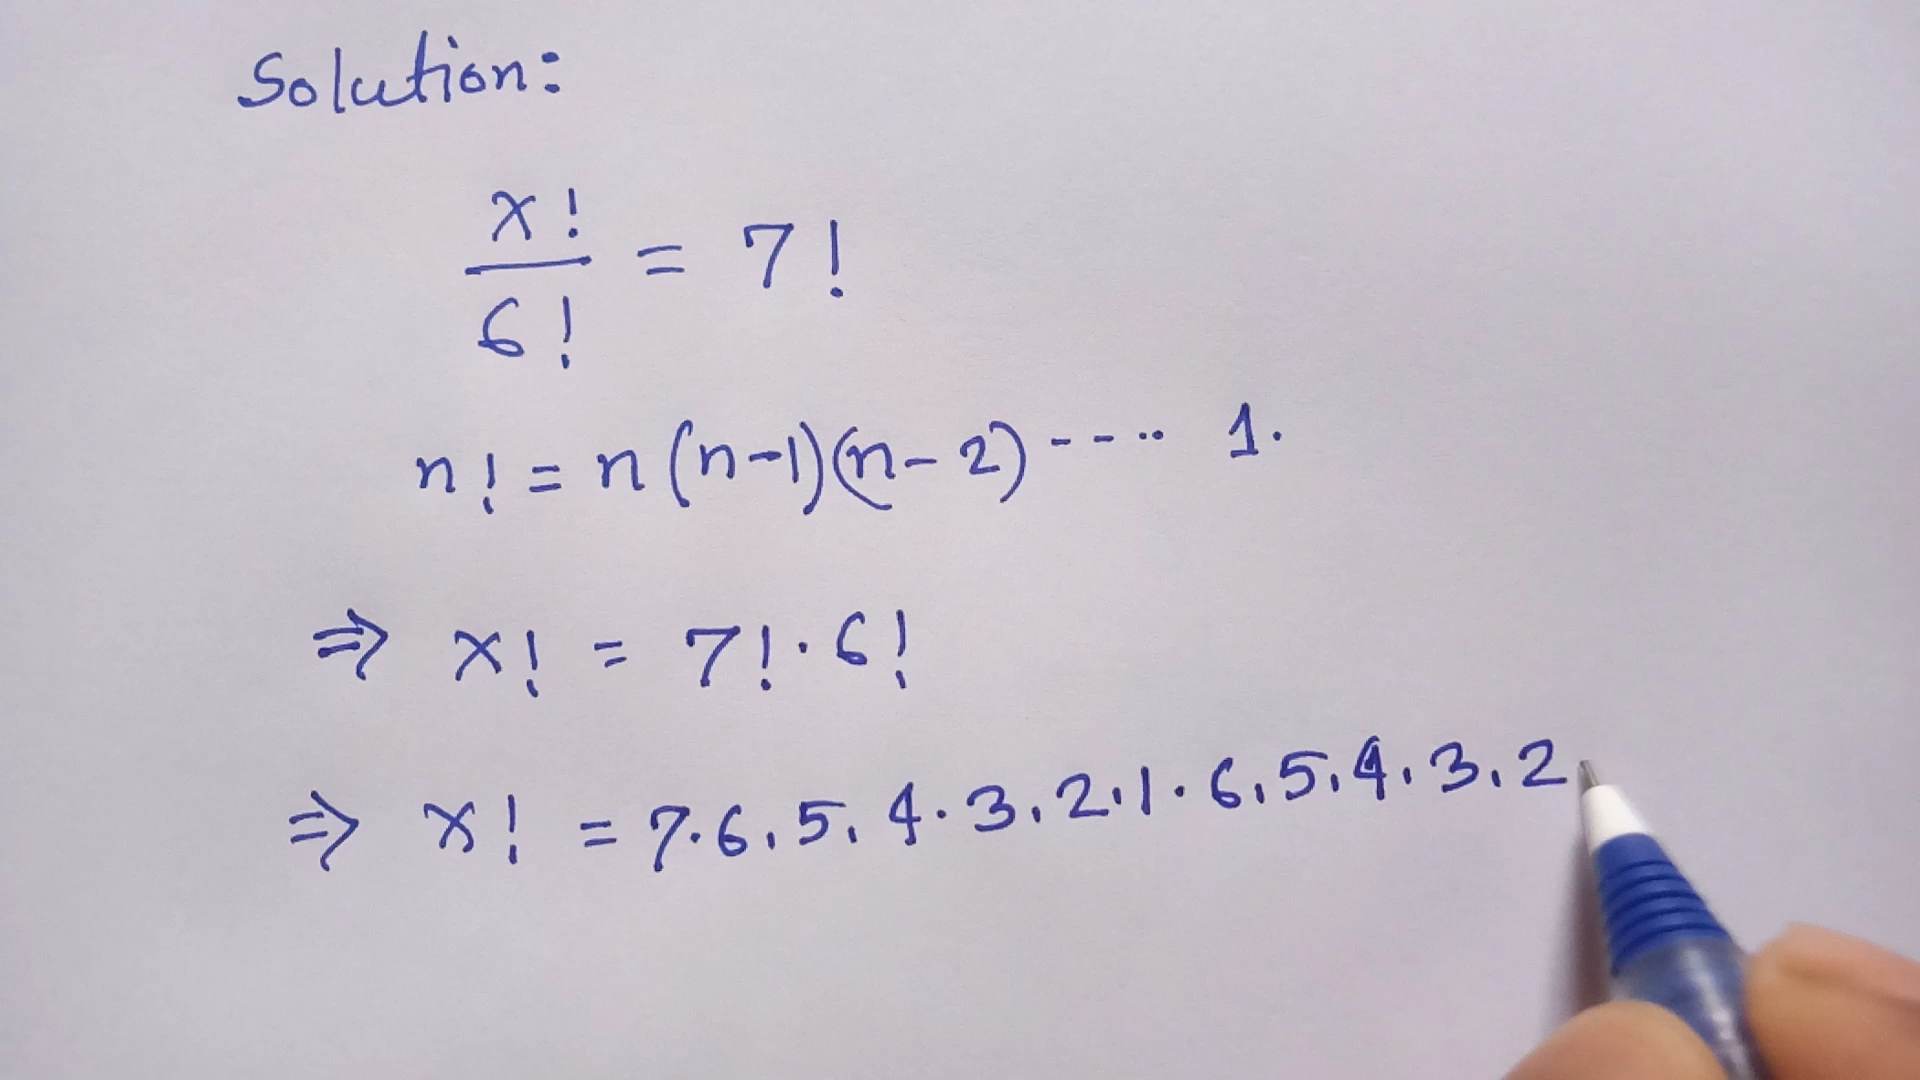 Solution:
x!
6!
= 7!
n! = n(n-1)(n-2) ---.. 1.
⇒ x! = 7!·6!
⇒ x! = 7.6.5.4.3.2.1.6.5.4.3.2